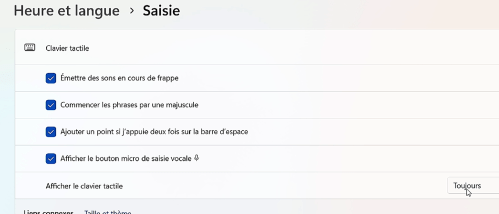 Heure et langue › Saisie
Clavier tactile
Émettre des sons en cours de frappe
Commencer les phrases par une majuscule
Ajouter un point si j'appuie deux fois sur la barre d'espace
Afficher le bouton micro de saisie vocale
Afficher le clavier tactile Toujours
Liens connexes Taille et thème